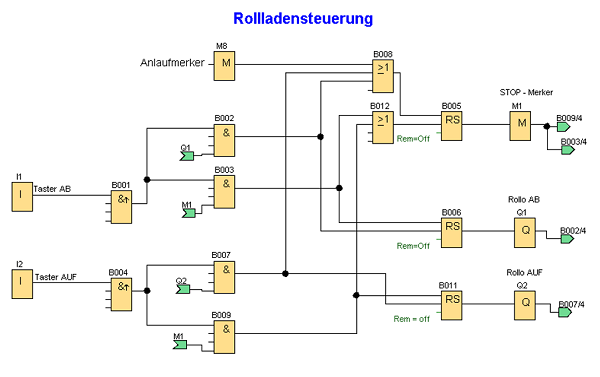 Rollladensteuerung
M8
Anlaufmerker
M
B008
≥1
STOP - Merker
B012
≥1
B005
RS
Rem=Off
M1
M
B009/4
B003/4
B002
&
Q1
B003
&
M1
I1
I
Taster AB
B001
&↑
Rollo AB
B006
RS
Rem=Off
Q1
Q
B002/4
I2
I
Taster AUF
B004
&↑
B007
&
Q2
Rollo AUF
B011
RS
Rem = off
Q2
Q
B007/4
B009
&
M1